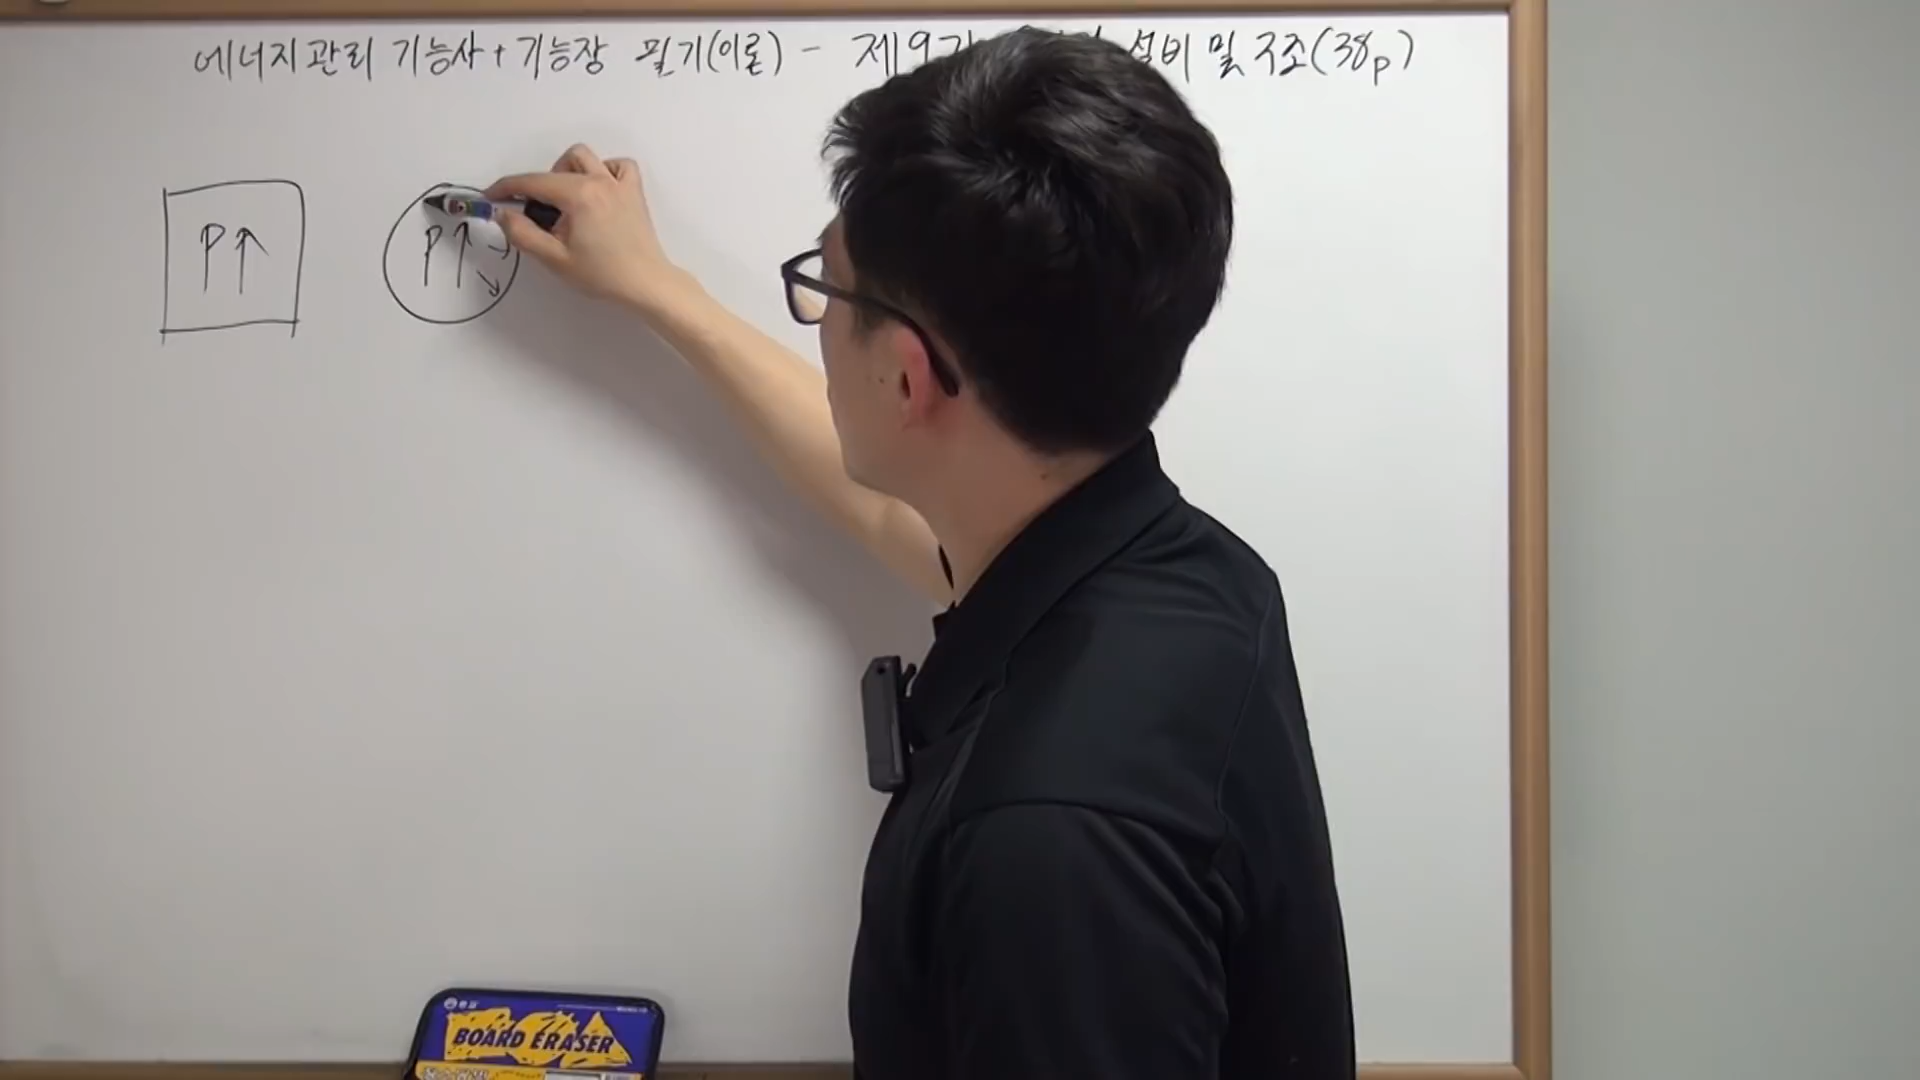 에너지관리 기능사+기능장 필기(이론) - 제9 설비 및 구조(38p)
P↑ P↑
BOARD ERASER